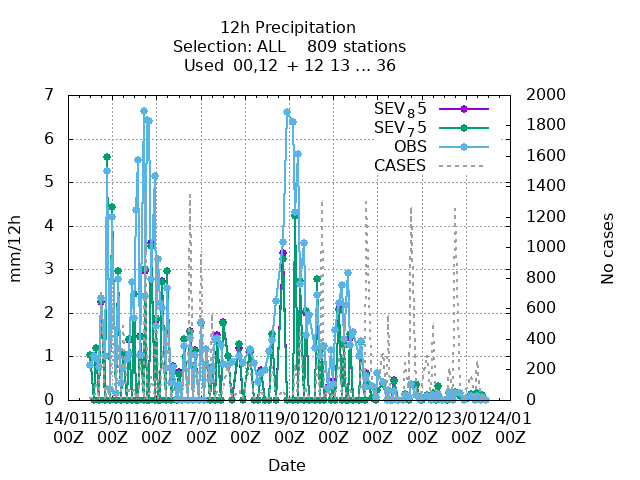 12h Precipitation
Selection: ALL 809 stations
Used 00,12 + 12 13 ... 36
7 2000
6 1800
5 1600
4 1400
3 1200
2 1000
1 800
0 600
400
200
0
SEV₈5
SEV₇5
OBS
CASES
mm/12h
No cases
14/01 15/01 16/01 17/01 18/01 19/01 20/01 21/01 22/01 23/01 24/01
00Z 00Z 00Z 00Z 00Z 00Z 00Z 00Z 00Z 00Z 00Z
Date